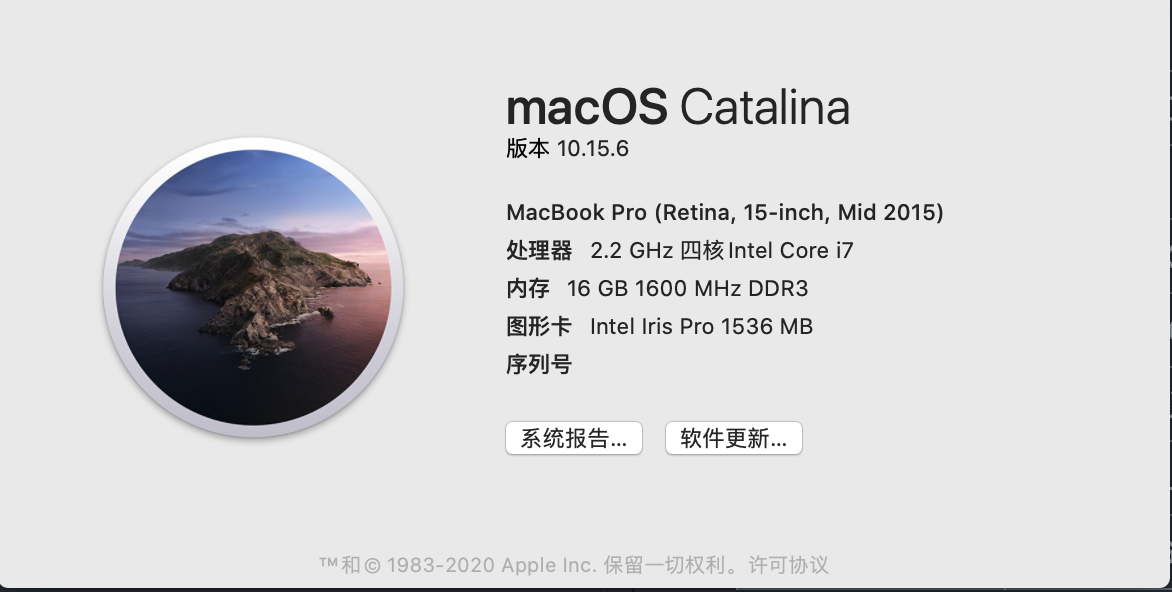 macOS Catalina
版本 10.15.6
MacBook Pro (Retina, 15-inch, Mid 2015)
处理器 2.2 GHz 四核Intel Core i7
内存 16 GB 1600 MHz DDR3
图形卡 Intel Iris Pro 1536 MB
序列号
系统报告... 软件更新...
™和© 1983-2020 Apple Inc. 保留一切权利。许可协议